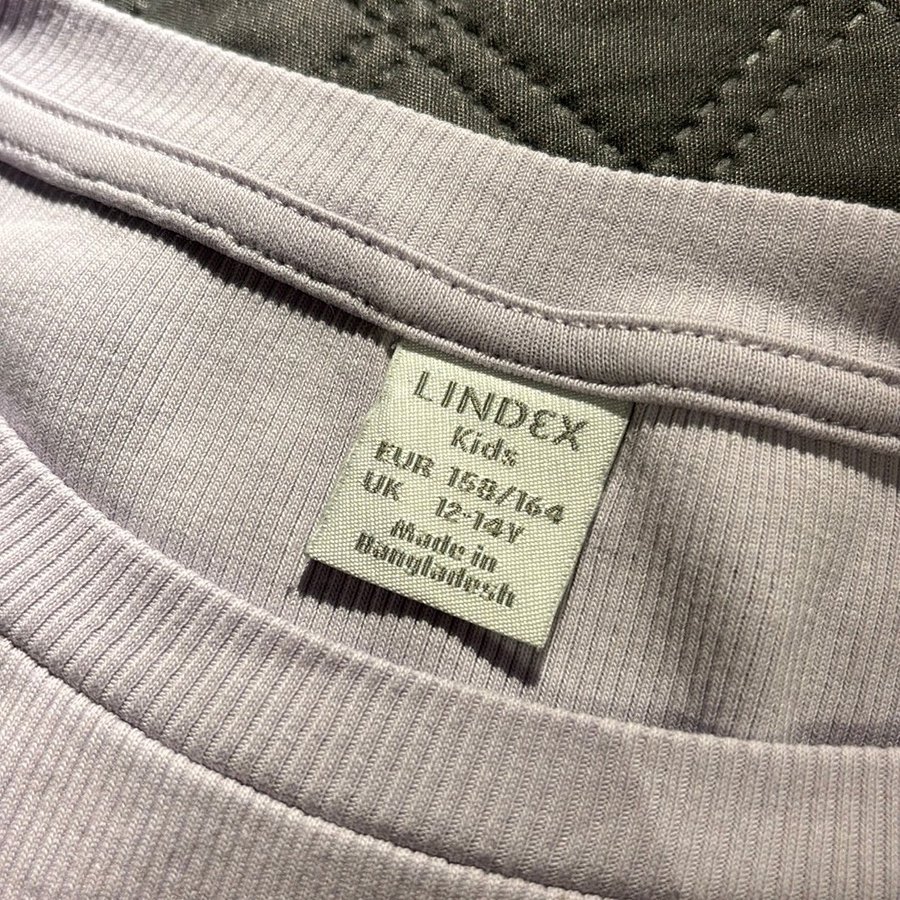 LINDEX
Kids
EUR 158/164
UK 12-14Y
Made in
Bangladesh